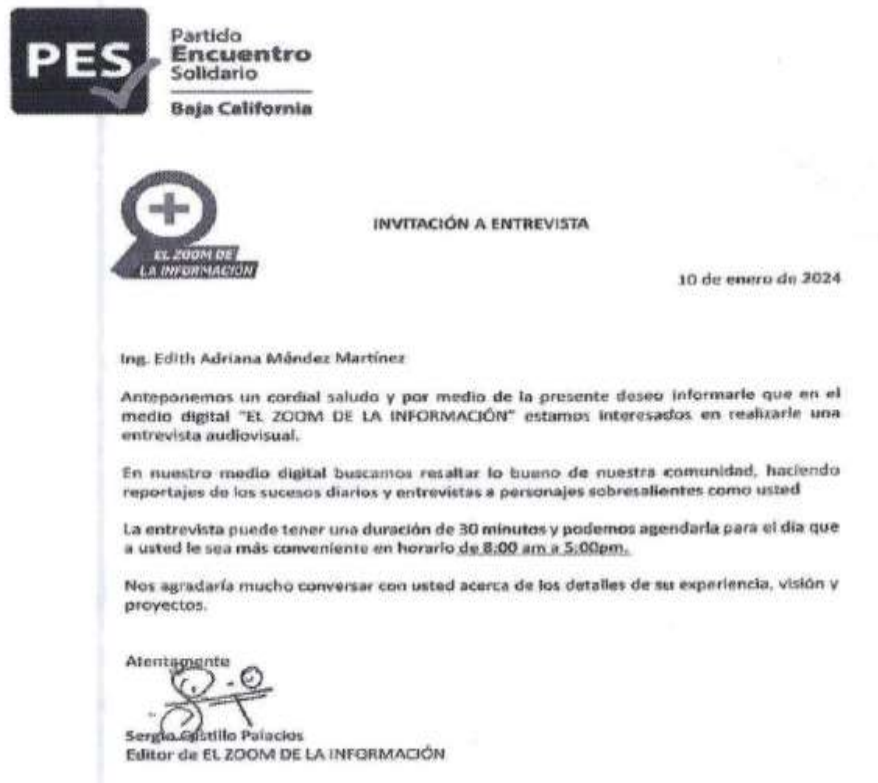 PES
Partido
Encuentro
Solidario
Baja California
EL ZOOM DE
LA INFORMACIÓN
INVITACIÓN A ENTREVISTA
10 de enero de 2024
Ing. Edith Adriana Méndez Martínez
Anteponemos un cordial saludo y por medio de la presente deseo informarle que en el
medio digital "EL ZOOM DE LA INFORMACIÓN" estamos interesados en realizarle una
entrevista audiovisual.
En nuestro medio digital buscamos resaltar lo bueno de nuestra comunidad, haciendo
reportajes de los sucesos diarios y entrevistas a personajes sobresalientes como usted
La entrevista puede tener una duración de 30 minutos y podemos agendarla para el día que
a usted le sea más conveniente en horario de 8:00 am a 5:00pm.
Nos agradaría mucho conversar con usted acerca de los detalles de su experiencia, visión y
proyectos.
Atentamente
Sergio Castillo Palacios
Editor de EL ZOOM DE LA INFORMACIÓN